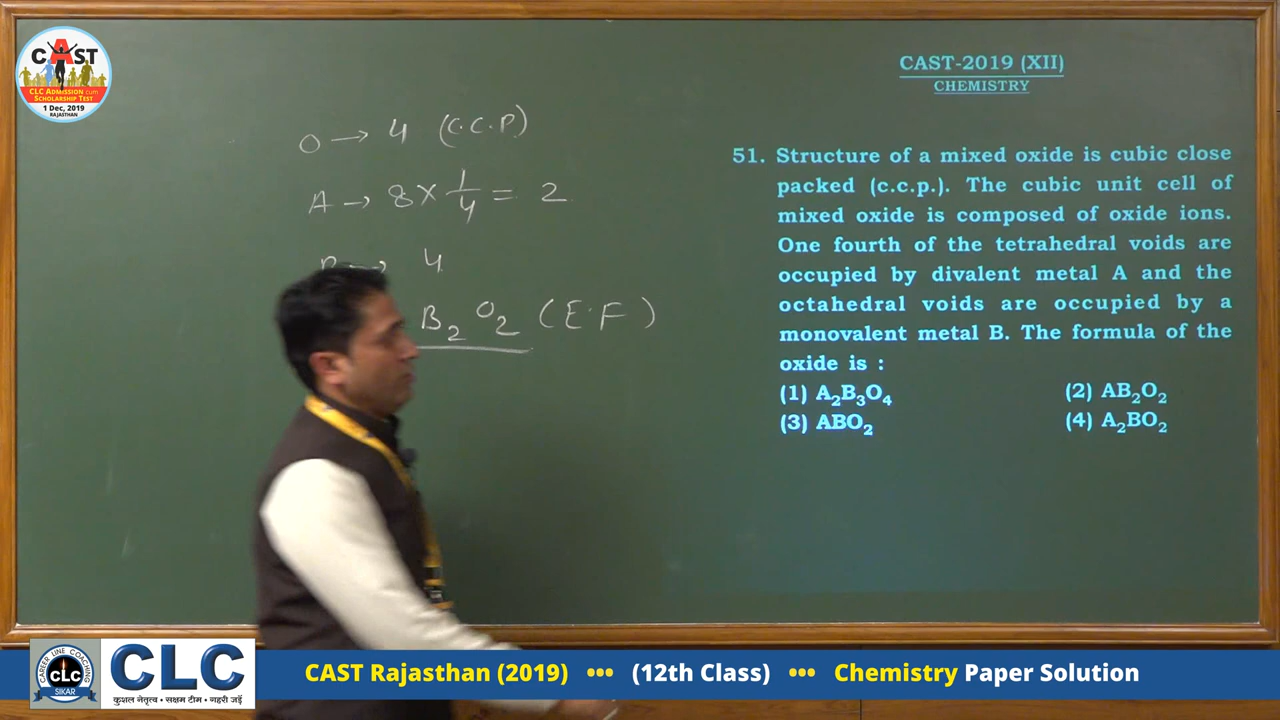 CAST
CLC ADMISSION cum
SCHOLARSHIP TEST
1 Dec, 2019
RAJASTHAN
O → 4 (C.C.P.)
A → 8 × 1/4 = 2
→ 4
B₂ O₂ (E.F)
CAST-2019 (XII)
CHEMISTRY
51. Structure of a mixed oxide is cubic close
packed (c.c.p.). The cubic unit cell of
mixed oxide is composed of oxide ions.
One fourth of the tetrahedral voids are
occupied by divalent metal A and the
octahedral voids are occupied by a
monovalent metal B. The formula of the
oxide is :
(1) A₂B₃O₄ (2) AB₂O₂
(3) ABO₂ (4) A₂BO₂
CAREER LINE COACHING
CLC
SIKAR
CLC
कुशल नेतृत्व • सक्षम टीम • गहरी जड़ें
CAST Rajasthan (2019) ••• (12th Class) ••• Chemistry Paper Solution